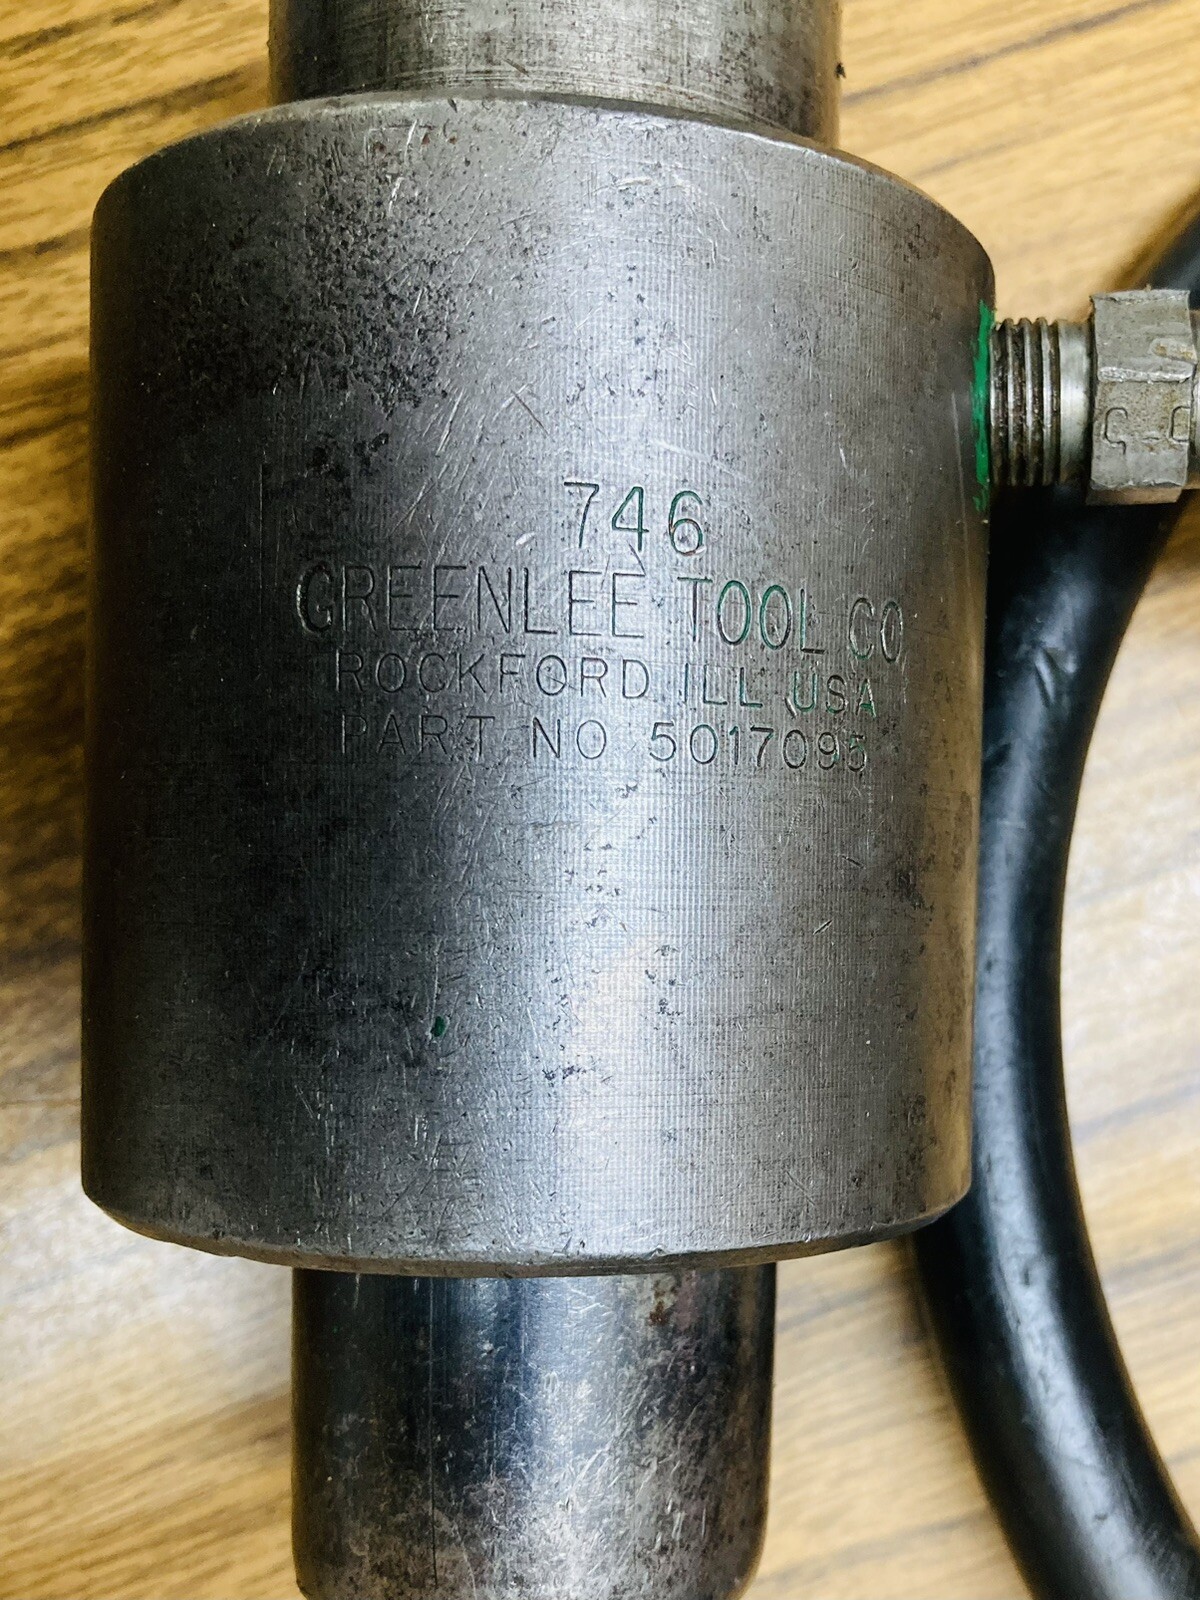 746
GREENLEE TOOL CO
ROCKFORD ILL USA
PART NO 5017095